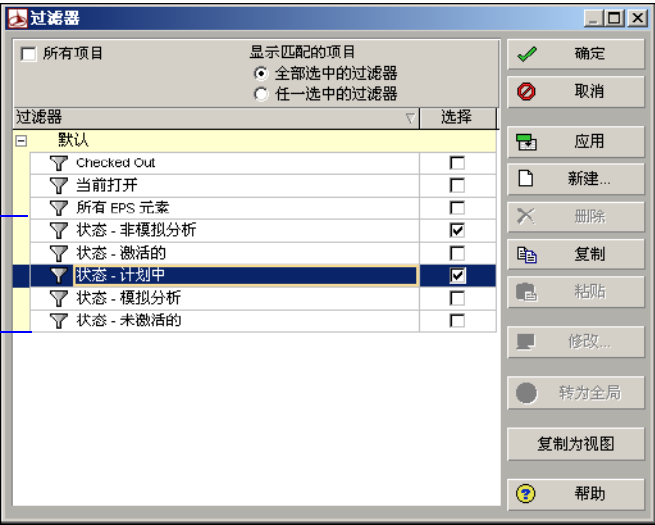 过滤器
所有项目
显示匹配的项目
全部选中的过滤器
任一选中的过滤器
过滤器 选择
默认
Checked Out
当前打开
所有 EPS 元素
状态 - 非模拟分析
状态 - 激活的
状态 - 计划中
状态 - 模拟分析
状态 - 未激活的
确定
取消
应用
新建...
删除
复制
粘贴
修改...
转为全局
复制为视图
帮助